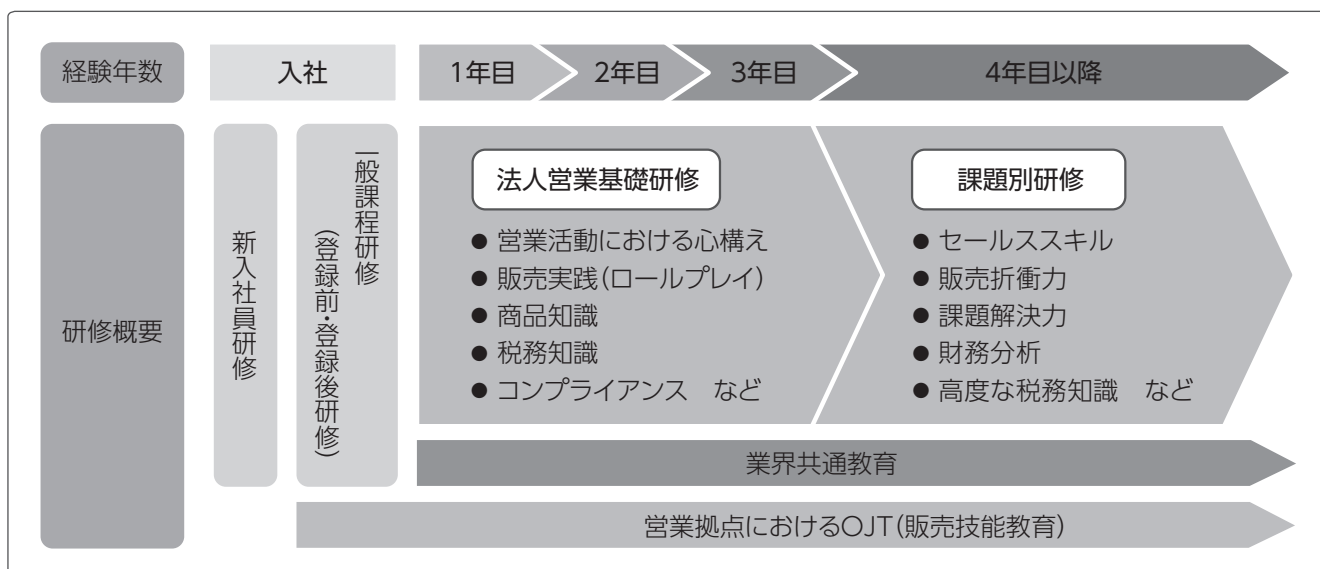 経験年数
入社
1年目
2年目
3年目
4年目以降
研修概要
新入社員研修
一般課程研修
(登録前・登録後研修)
法人営業基礎研修
● 営業活動における心構え
● 販売実践(ロールプレイ)
● 商品知識
● 税務知識
● コンプライアンス　など
課題別研修
● セールススキル
● 販売折衝力
● 課題解決力
● 財務分析
● 高度な税務知識　など
業界共通教育
営業拠点におけるOJT(販売技能教育)